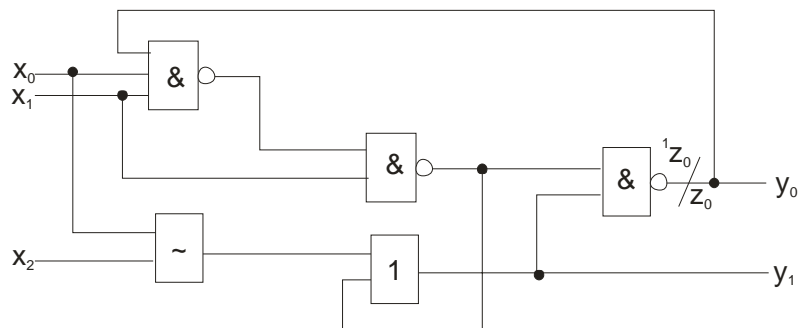 x₀
x₁
&
&
&
¹z₀
z₀
y₀
x₂
~
1
y₁